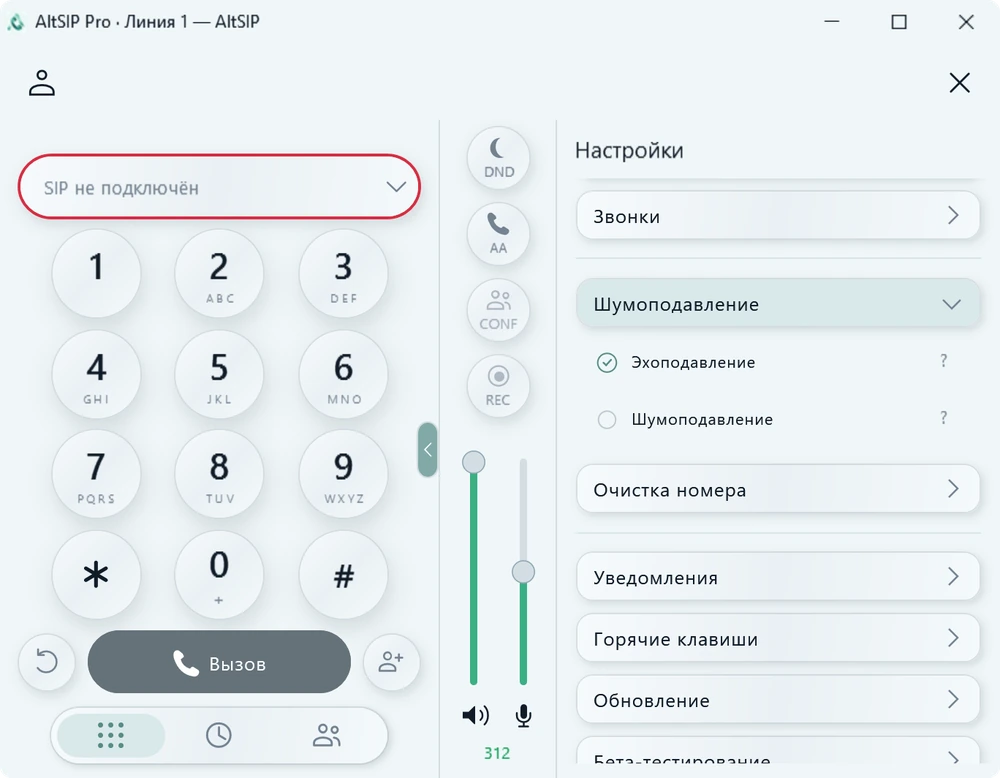 AltSIP Pro · Линия 1 — AltSIP
SIP не подключён
1
2
ABC
3
DEF
4
GHI
5
JKL
6
MNO
7
PQRS
8
TUV
9
WXYZ
*
0
+
#
Вызов
DND
AA
CONF
REC
312
Настройки
Звонки
Шумоподавление
Эхоподавление ?
Шумоподавление ?
Очистка номера
Уведомления
Горячие клавиши
Обновление
Бета-тестирование